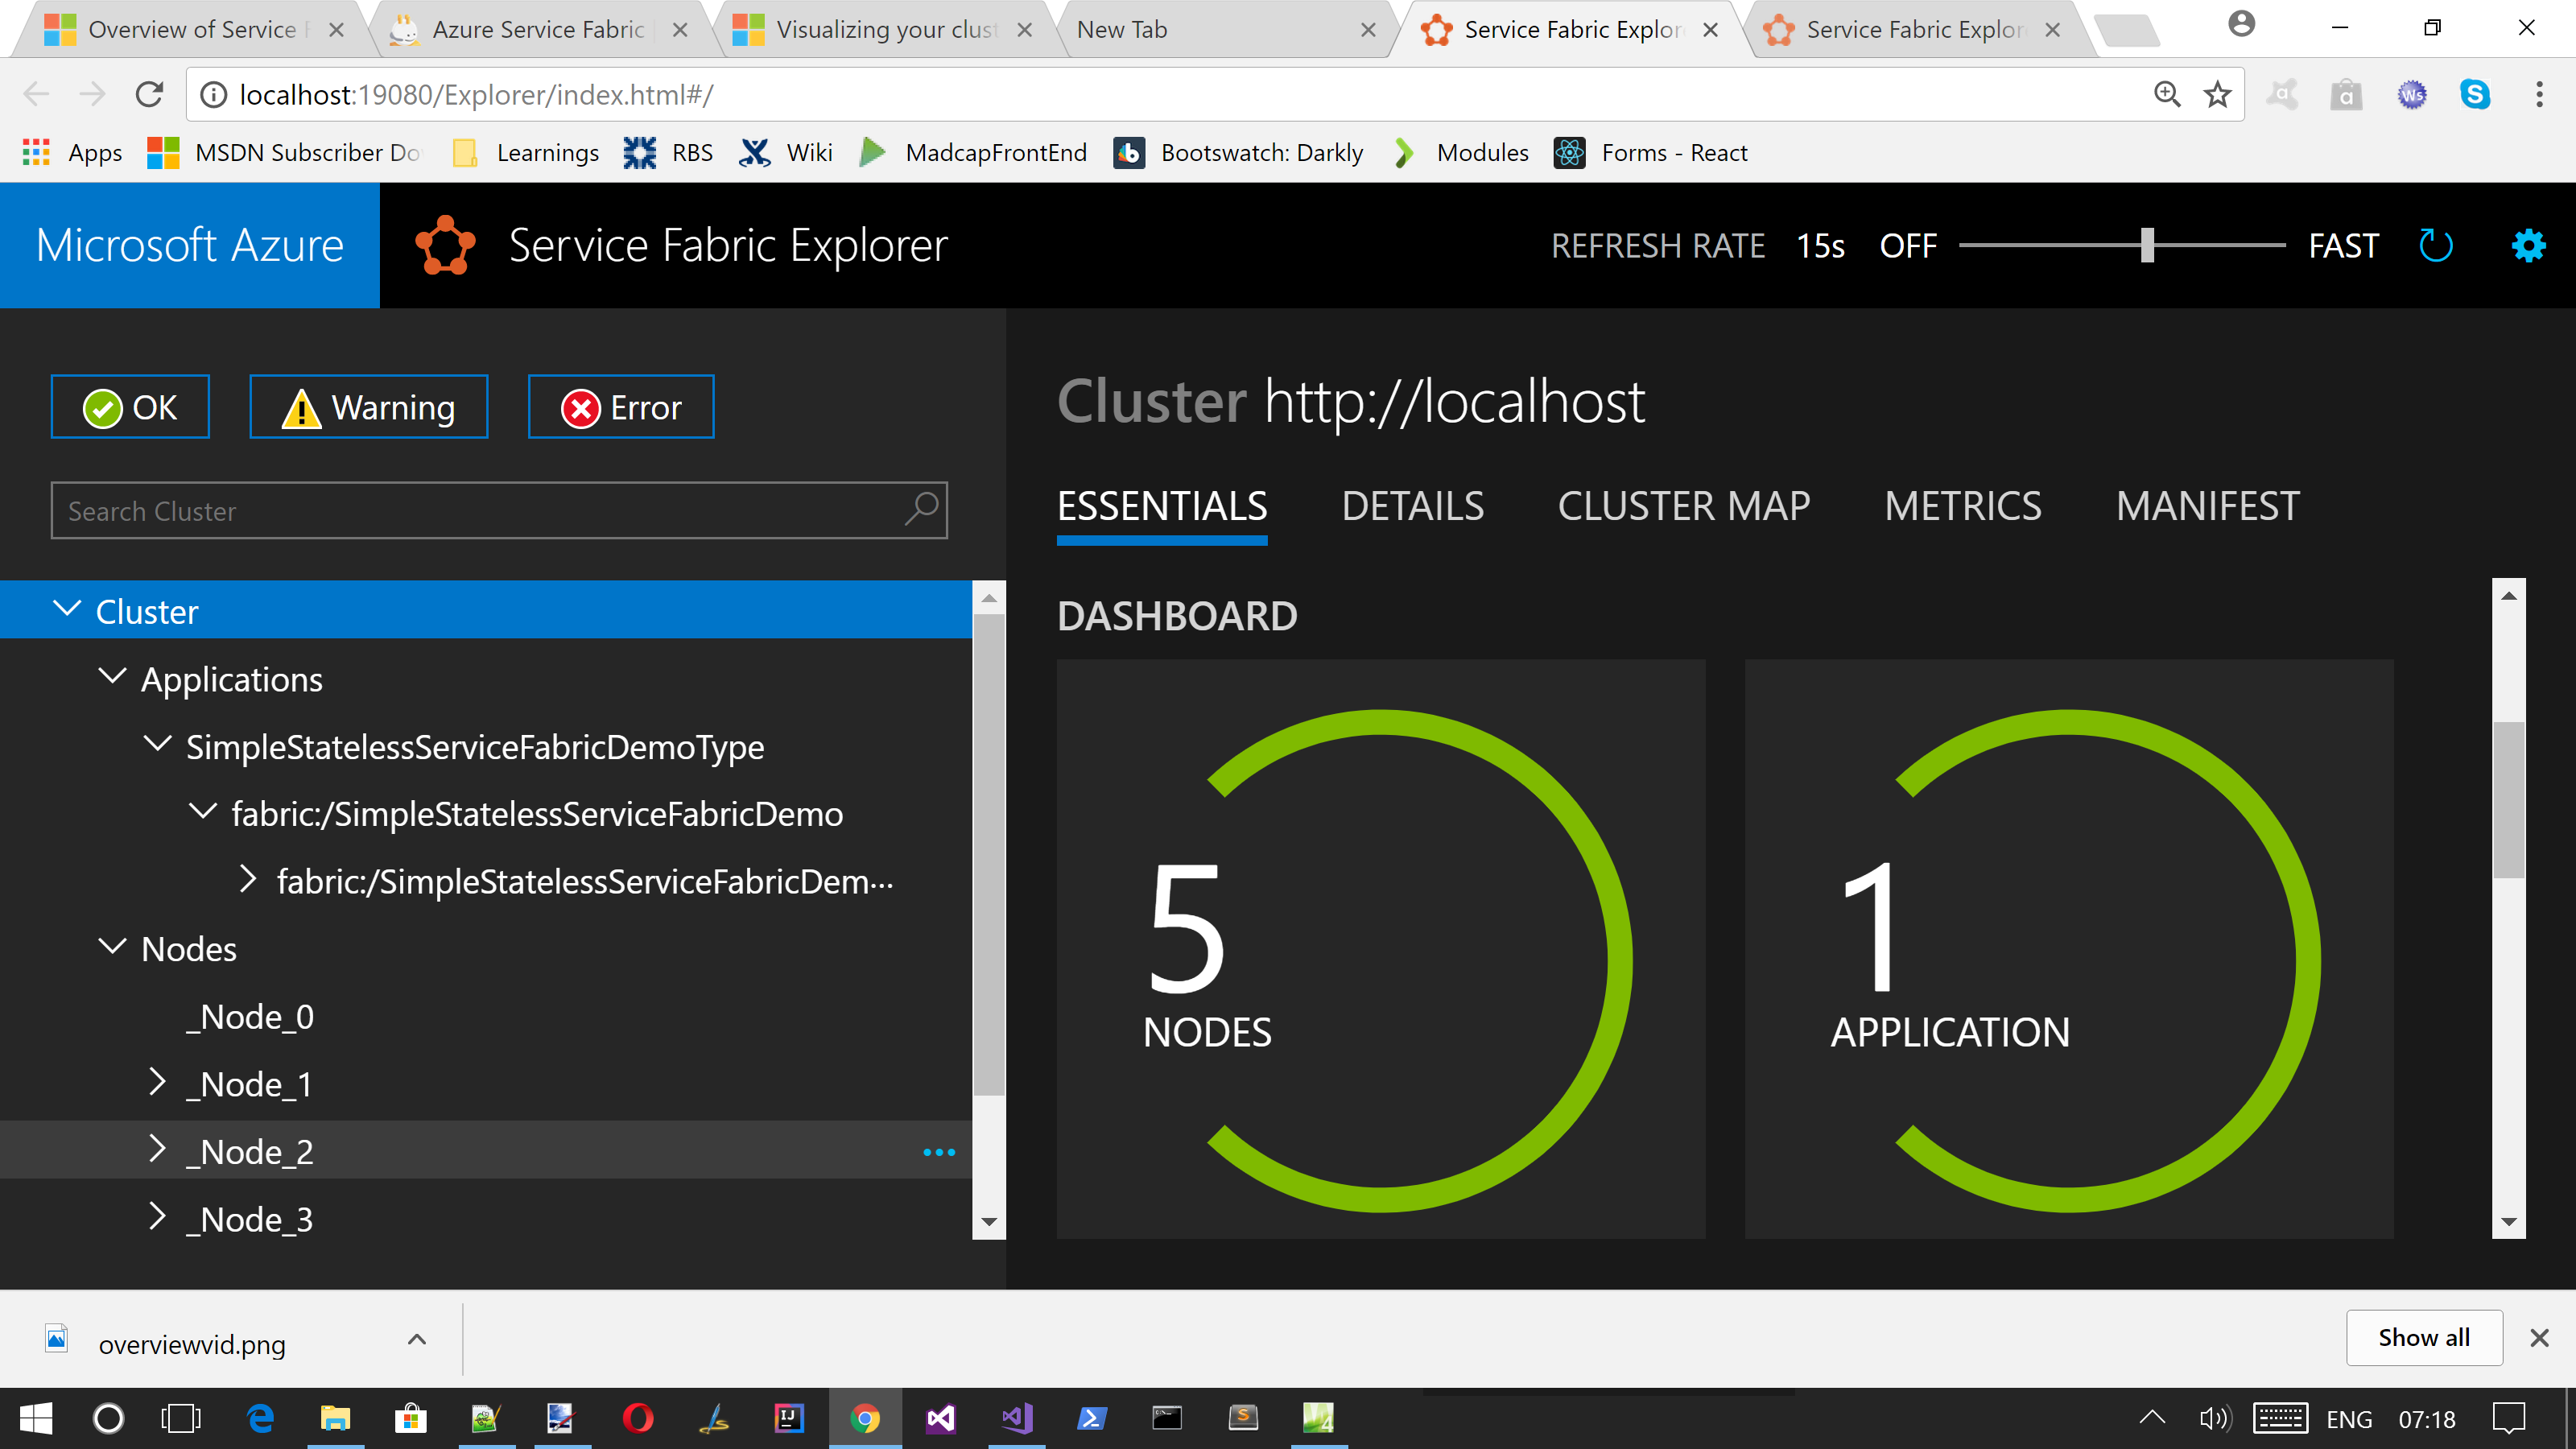 Overview of Service F
Azure Service Fabric
Visualizing your clust
New Tab
Service Fabric Explor
Service Fabric Explor
localhost:19080/Explorer/index.html#/
Apps
MSDN Subscriber Do
Learnings
RBS
Wiki
MadcapFrontEnd
Bootswatch: Darkly
Modules
Forms - React
Microsoft Azure
Service Fabric Explorer
REFRESH RATE 15s OFF FAST
OK
Warning
Error
Search Cluster
Cluster
Applications
SimpleStatelessServiceFabricDemoType
fabric:/SimpleStatelessServiceFabricDemo
fabric:/SimpleStatelessServiceFabricDem...
Nodes
_Node_0
_Node_1
_Node_2
_Node_3
Cluster http://localhost
ESSENTIALS DETAILS CLUSTER MAP METRICS MANIFEST
DASHBOARD
5
NODES
1
APPLICATION
overviewvid.png
Show all
ENG
07:18